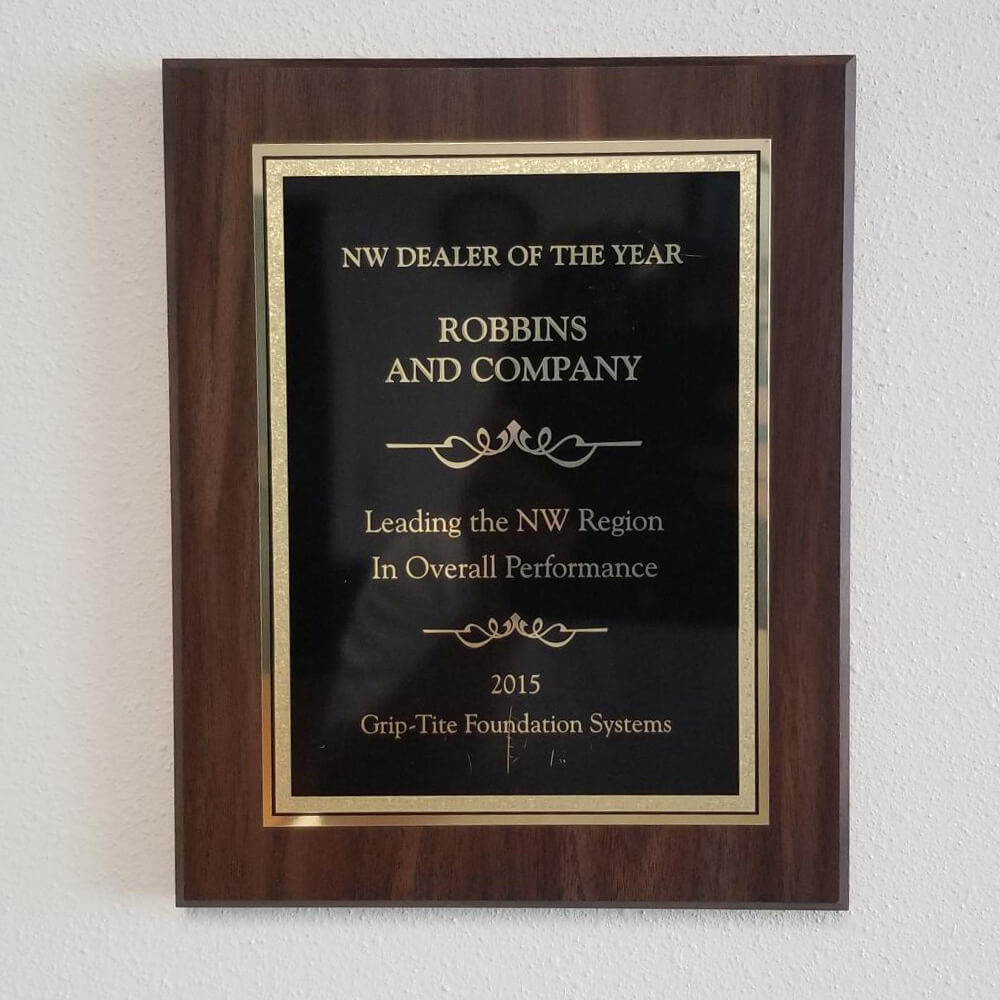 NW DEALER OF THE YEAR
ROBBINS
AND COMPANY
Leading the NW Region
In Overall Performance
2015
Grip-Tite Foundation Systems